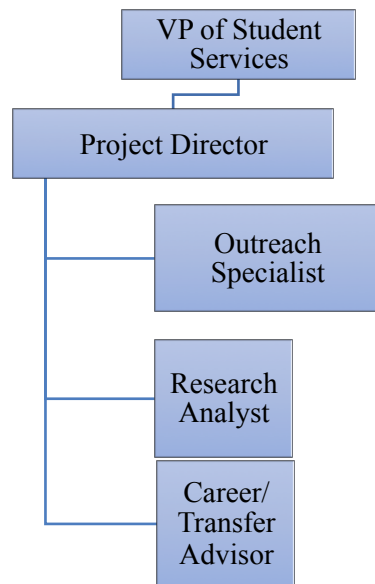 VP of Student
Services
Project Director
Outreach
Specialist
Research
Analyst
Career/
Transfer
Advisor